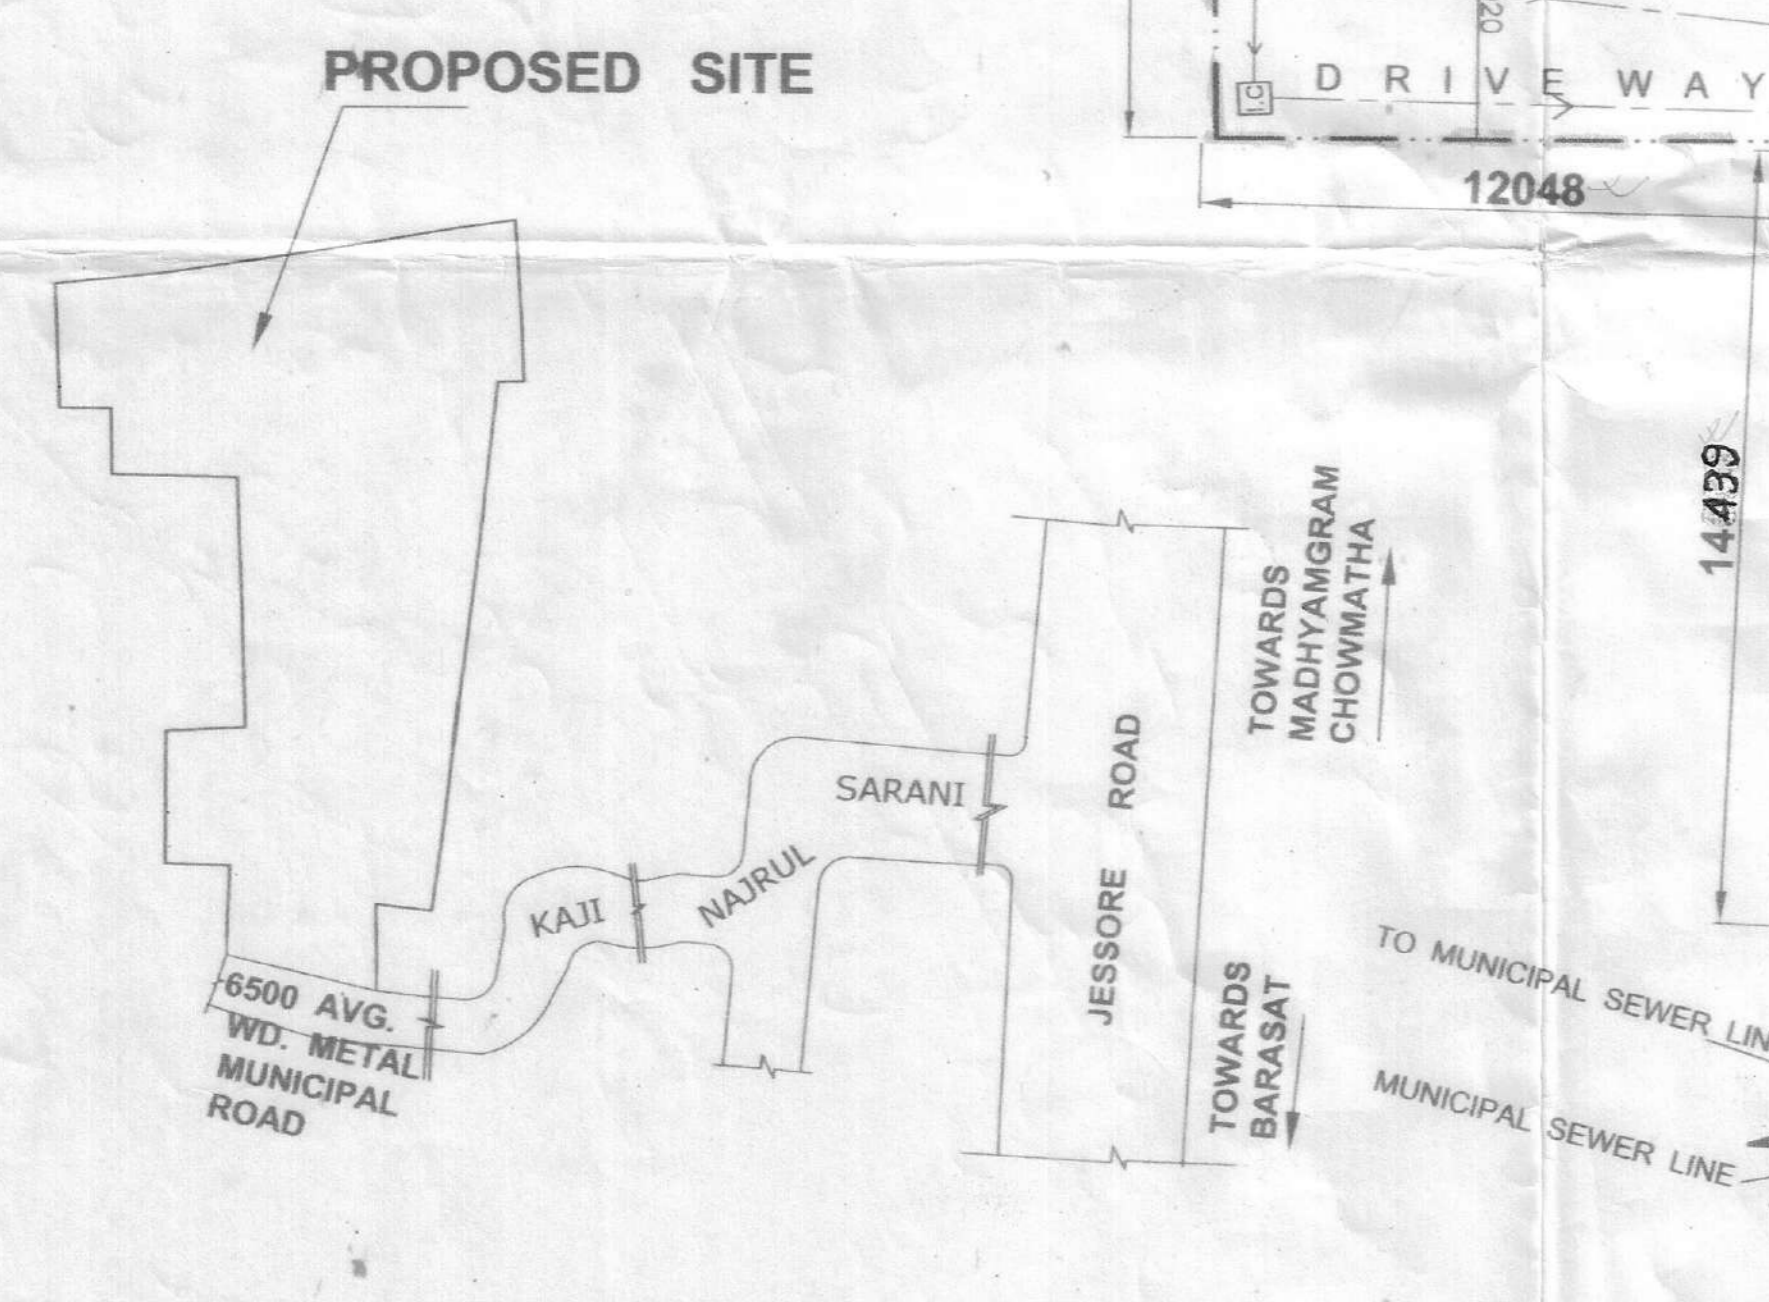 PROPOSED SITE
20
I.C
D R I V E W A Y
12048
14439
TOWARDS
MADHYAMGRAM
CHOWMATHA
SARANI
NAJRUL
KAJI
JESSORE ROAD
TOWARDS
BARASAT
6500 AVG.
WD. METAL
MUNICIPAL
ROAD
TO MUNICIPAL SEWER LIN
MUNICIPAL SEWER LINE